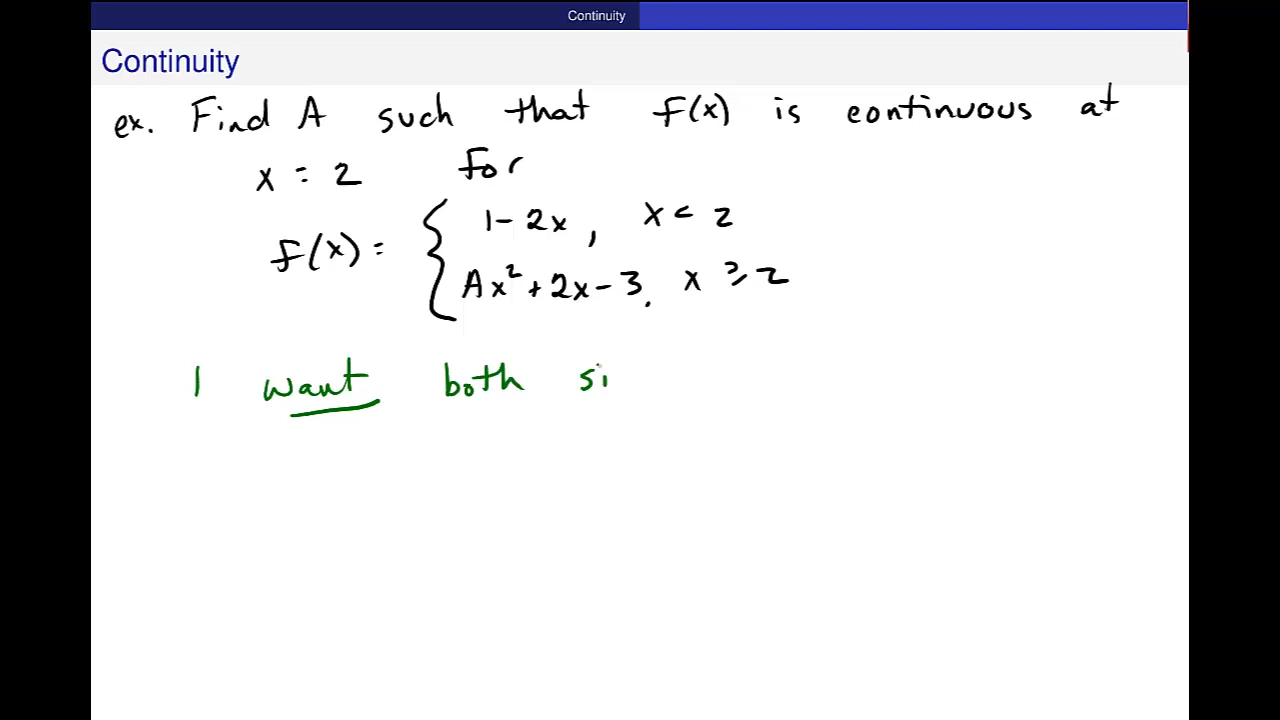 Continuity
Continuity
ex. Find A such that f(x) is continuous at
x = 2 for
f(x) = { 1 - 2x, x < 2
Ax² + 2x - 3, x ≥ 2
I want both si